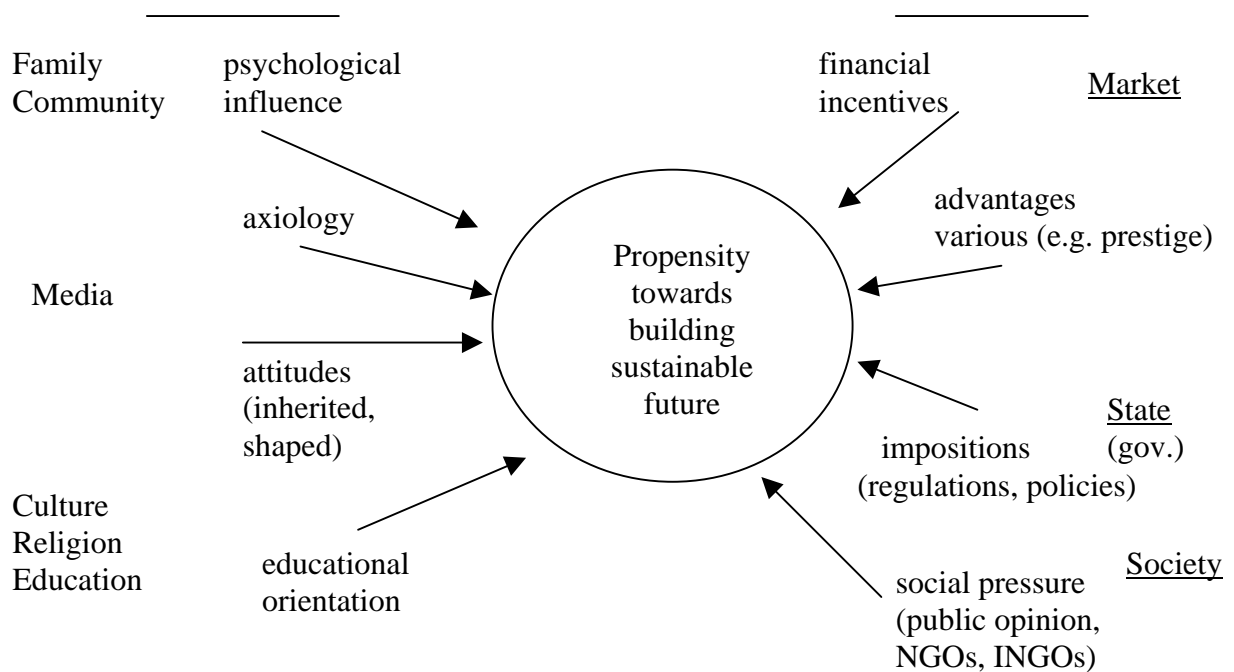 Family
Community
psychological
influence
financial
incentives
Market
axiology
advantages
various (e.g. prestige)
Media
Propensity
towards
building
sustainable
future
attitudes
(inherited,
shaped)
State
(gov.)
impositions
(regulations, policies)
Culture
Religion
Education
educational
orientation
Society
social pressure
(public opinion,
NGOs, INGOs)